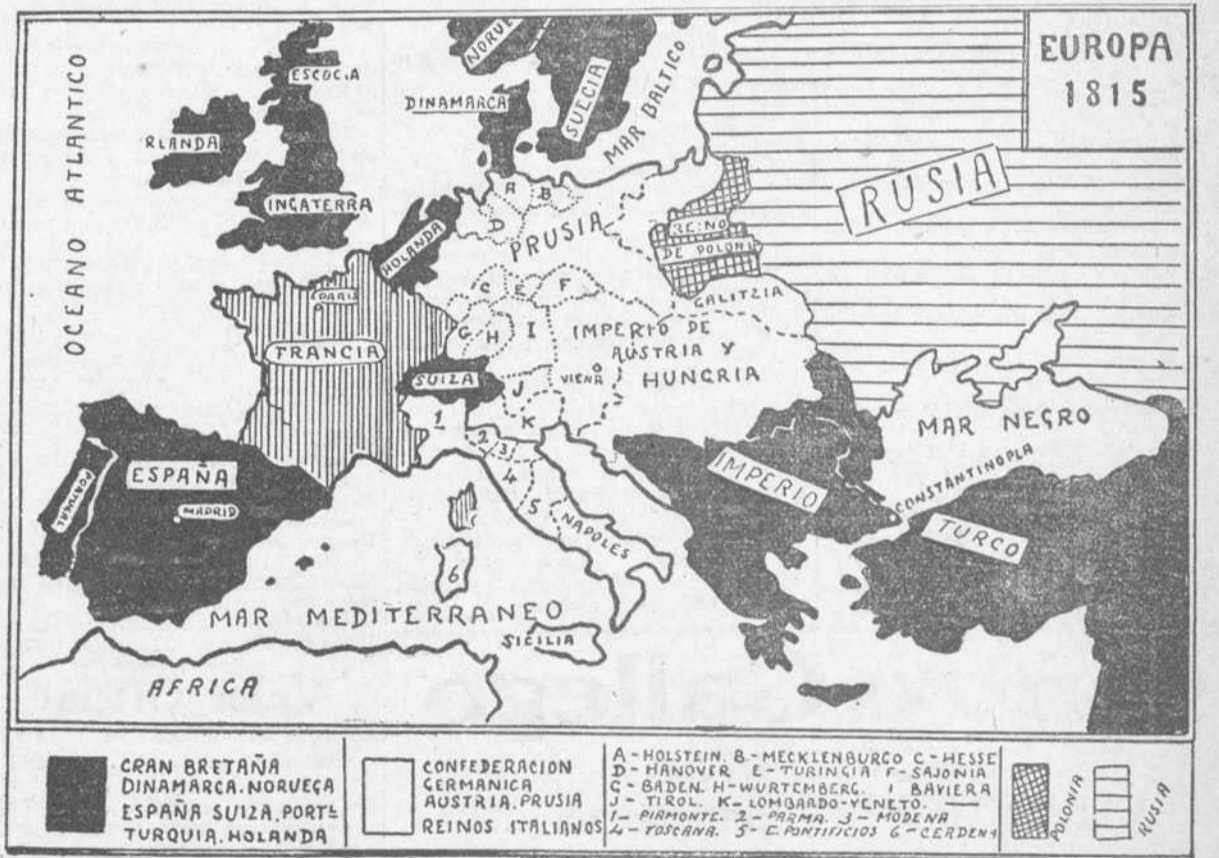 EUROPA
1815
OCEANO ATLANTICO
ESCOCIA
RLANDA
INGATERRA
NORUE
SUECIA
DINAMARCA
MAR BALTICO
RUSIA
HOLANDA
A
B
D
PRUSIA
REINO
DE POLONI
PARIS
C
E
F
GALITZIA
FRANCIA
G
H
I
IMPERIO DE
AUSTRIA Y
HUNGRIA
VIENA
SUIZA
J
K
1
2
3
4
5
6
MAR NEGRO
ESPAÑA
MADRID
PORTUGAL
IMPERIO
TURCO
CONSTANTINOPLA
NAPOLES
MAR MEDITERRANEO
SICILIA
AFRICA
GRAN BRETAÑA
DINAMARCA. NORUEGA
ESPAÑA SUIZA. PORT=
TURQUIA. HOLANDA
CONFEDERACION
GERMANICA
AUSTRIA. PRUSIA
REINOS ITALIANOS
A - HOLSTEIN. B - MECKLENBURGO C - HESSE
D - HANOVER E - TURINGIA F - SAJONIA
G - BADEN. H - WURTEMBERG. I BAVIERA
J - TIROL. K - LOMBARDO-VENETO. —
1 - PIRMONTE. 2 - PARMA. 3 - MODENA
4 - TOSCANA. 5 - E. PONTIFICIOS 6 - CERDEN
POLONIA
RUSIA